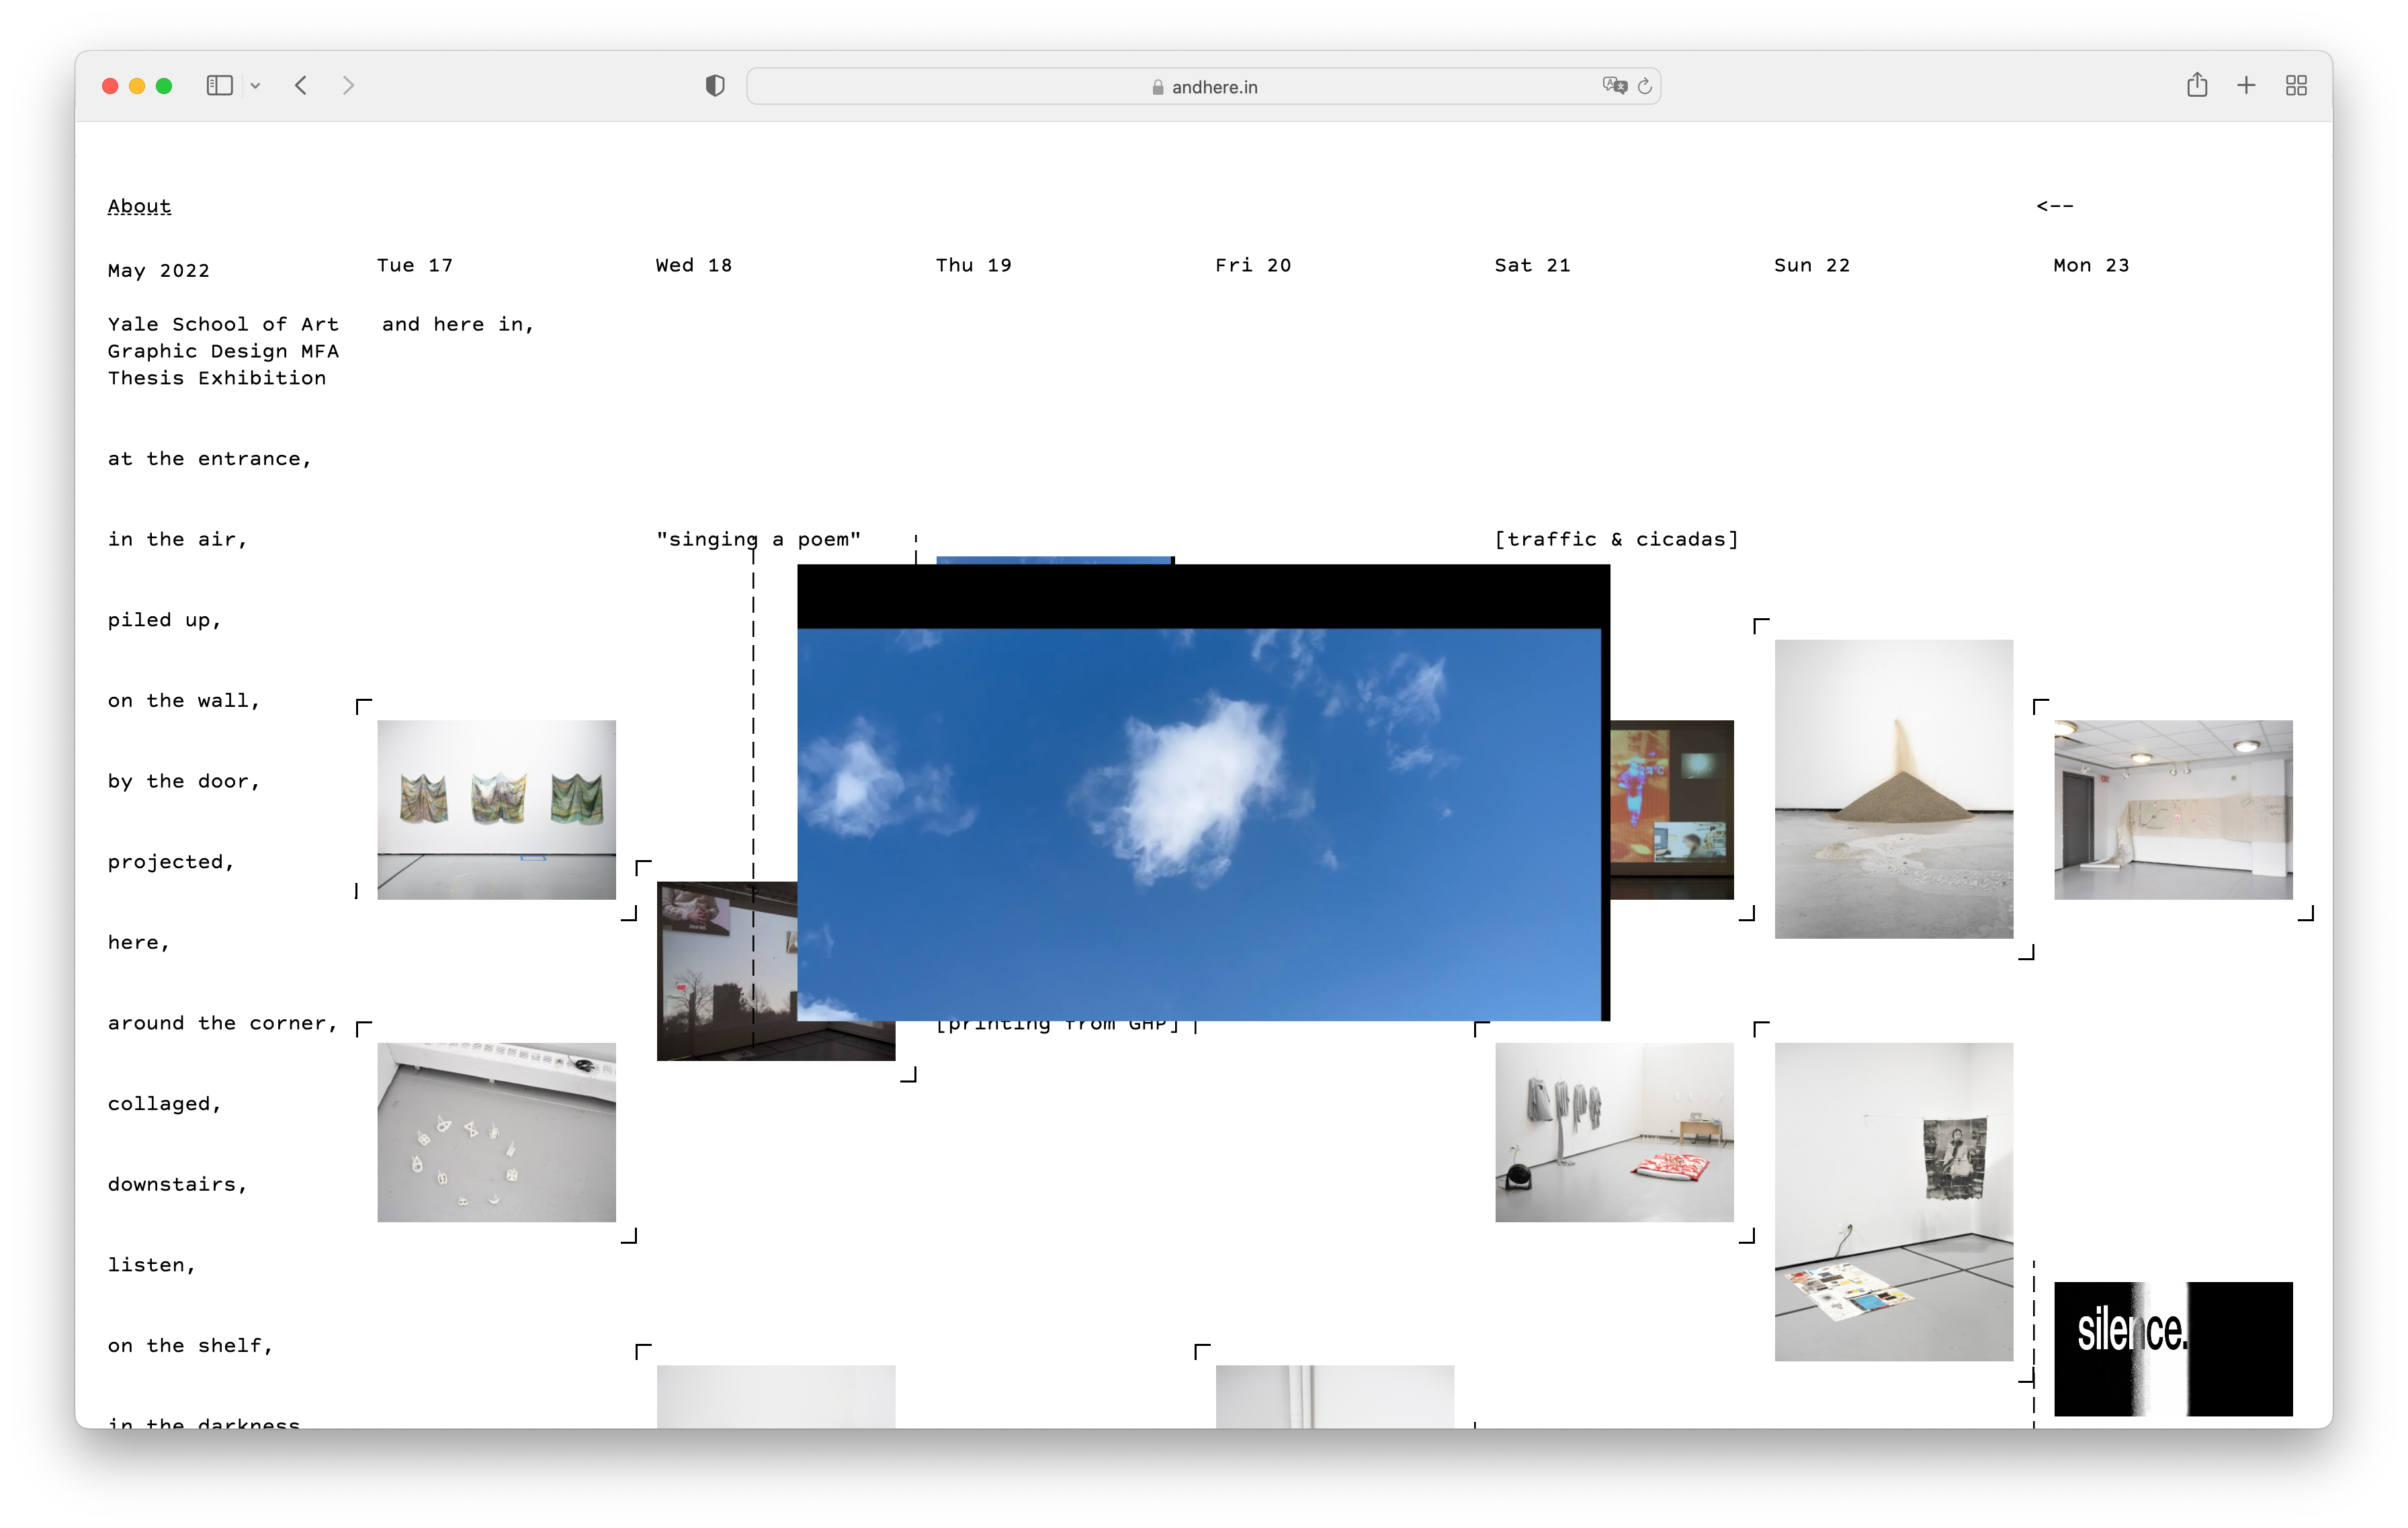 andhere.in
About
<--
May 2022
Tue 17
Wed 18
Thu 19
Fri 20
Sat 21
Sun 22
Mon 23
Yale School of Art
Graphic Design MFA
Thesis Exhibition
and here in,
at the entrance,
in the air,
"singing a poem"
[traffic & cicadas]
piled up,
on the wall,
by the door,
projected,
here,
around the corner,
[printing from GHP]
collaged,
downstairs,
listen,
silence.
on the shelf,
in the darkness